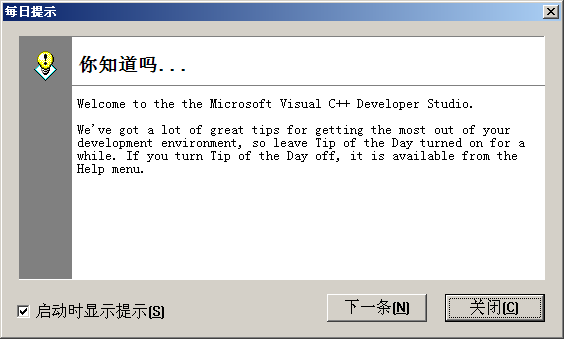 每日提示
你知道吗...
Welcome to the the Microsoft Visual C++ Developer Studio.
We've got a lot of great tips for getting the most out of your
development environment, so leave Tip of the Day turned on for a
while. If you turn Tip of the Day off, it is available from the
Help menu.
启动时显示提示(S)
下一条(N)
关闭(C)